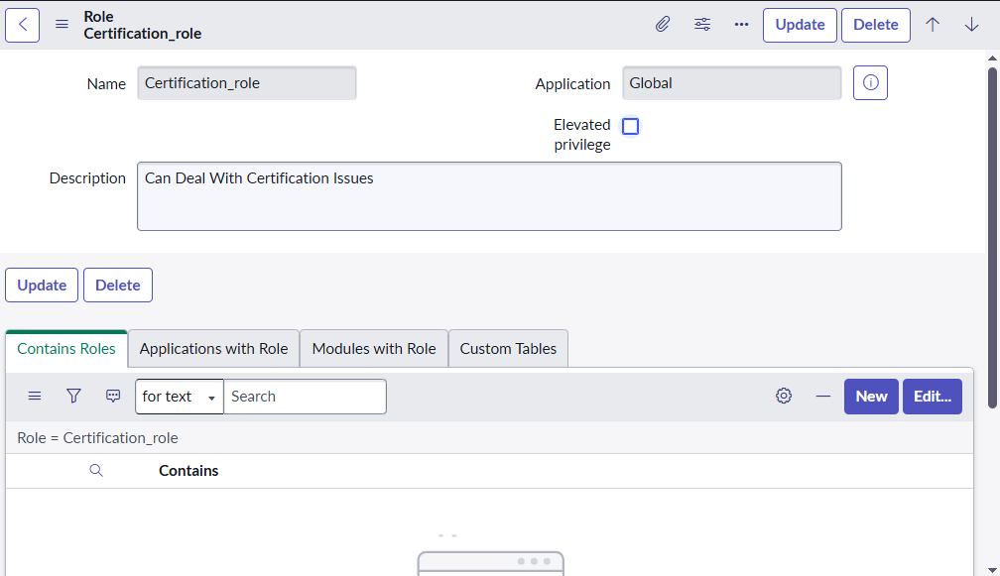 Role
Certification_role
Update
Delete
Name
Certification_role
Application
Global
Elevated
privilege
Description
Can Deal With Certification Issues
Update
Delete
Contains Roles
Applications with Role
Modules with Role
Custom Tables
for text
Search
New
Edit...
Role = Certification_role
Contains